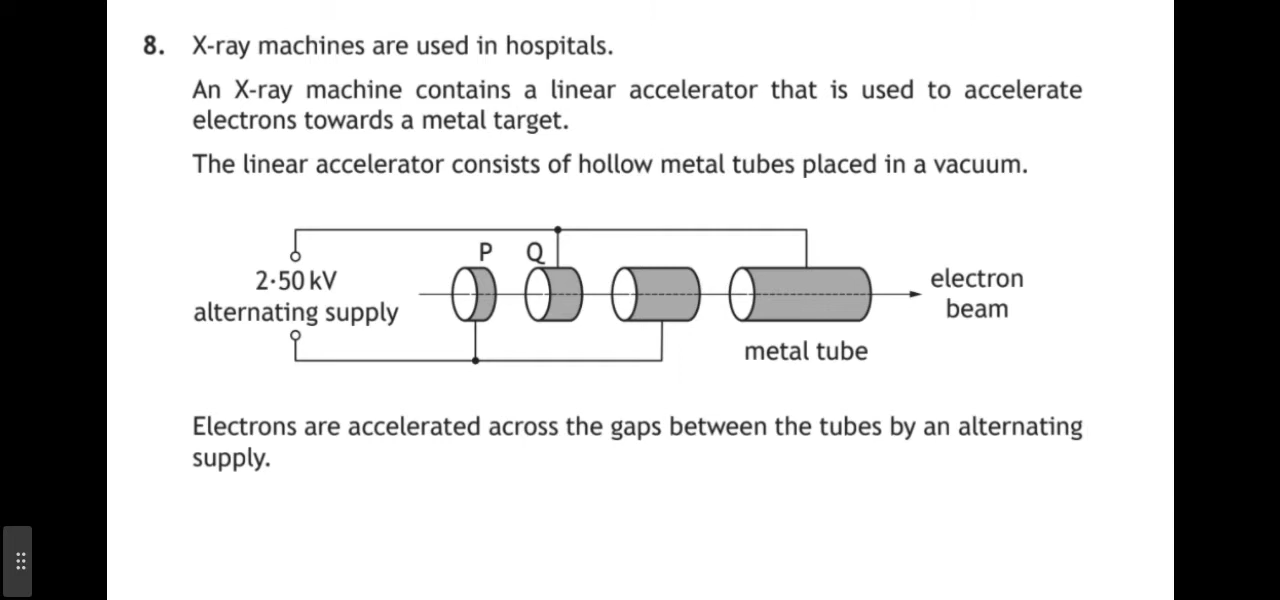 8. X-ray machines are used in hospitals.
An X-ray machine contains a linear accelerator that is used to accelerate
electrons towards a metal target.
The linear accelerator consists of hollow metal tubes placed in a vacuum.
P Q
2·50 kV
alternating supply
electron
beam
metal tube
Electrons are accelerated across the gaps between the tubes by an alternating
supply.